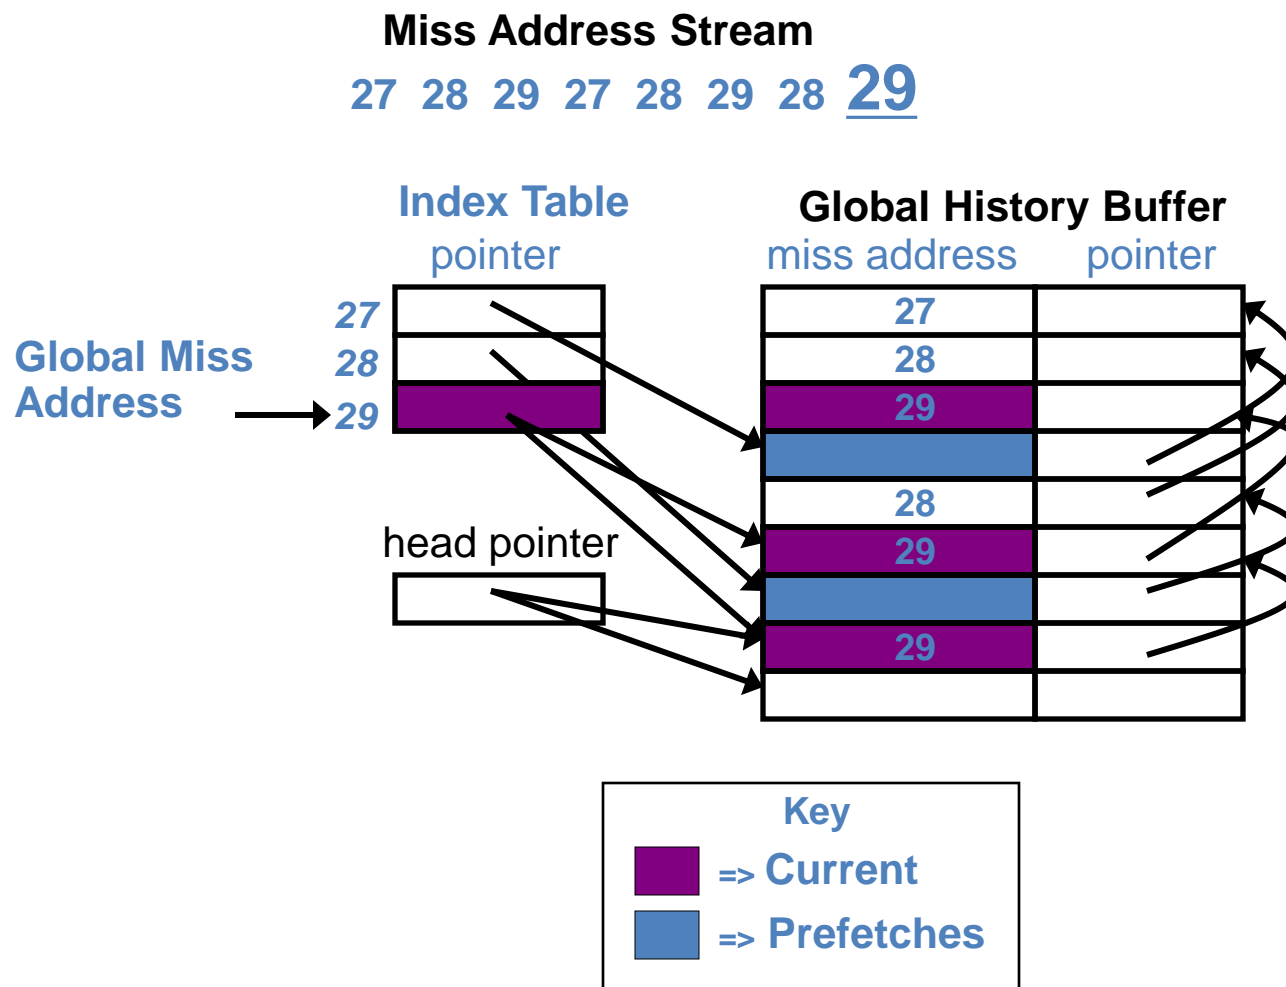 Miss Address Stream
27 28 29 27 28 29 28 29
Index Table
pointer
Global History Buffer
miss address pointer
27
28
29
Global Miss
Address
head pointer
27
28
29
28
29
29
Key
=> Current
=> Prefetches